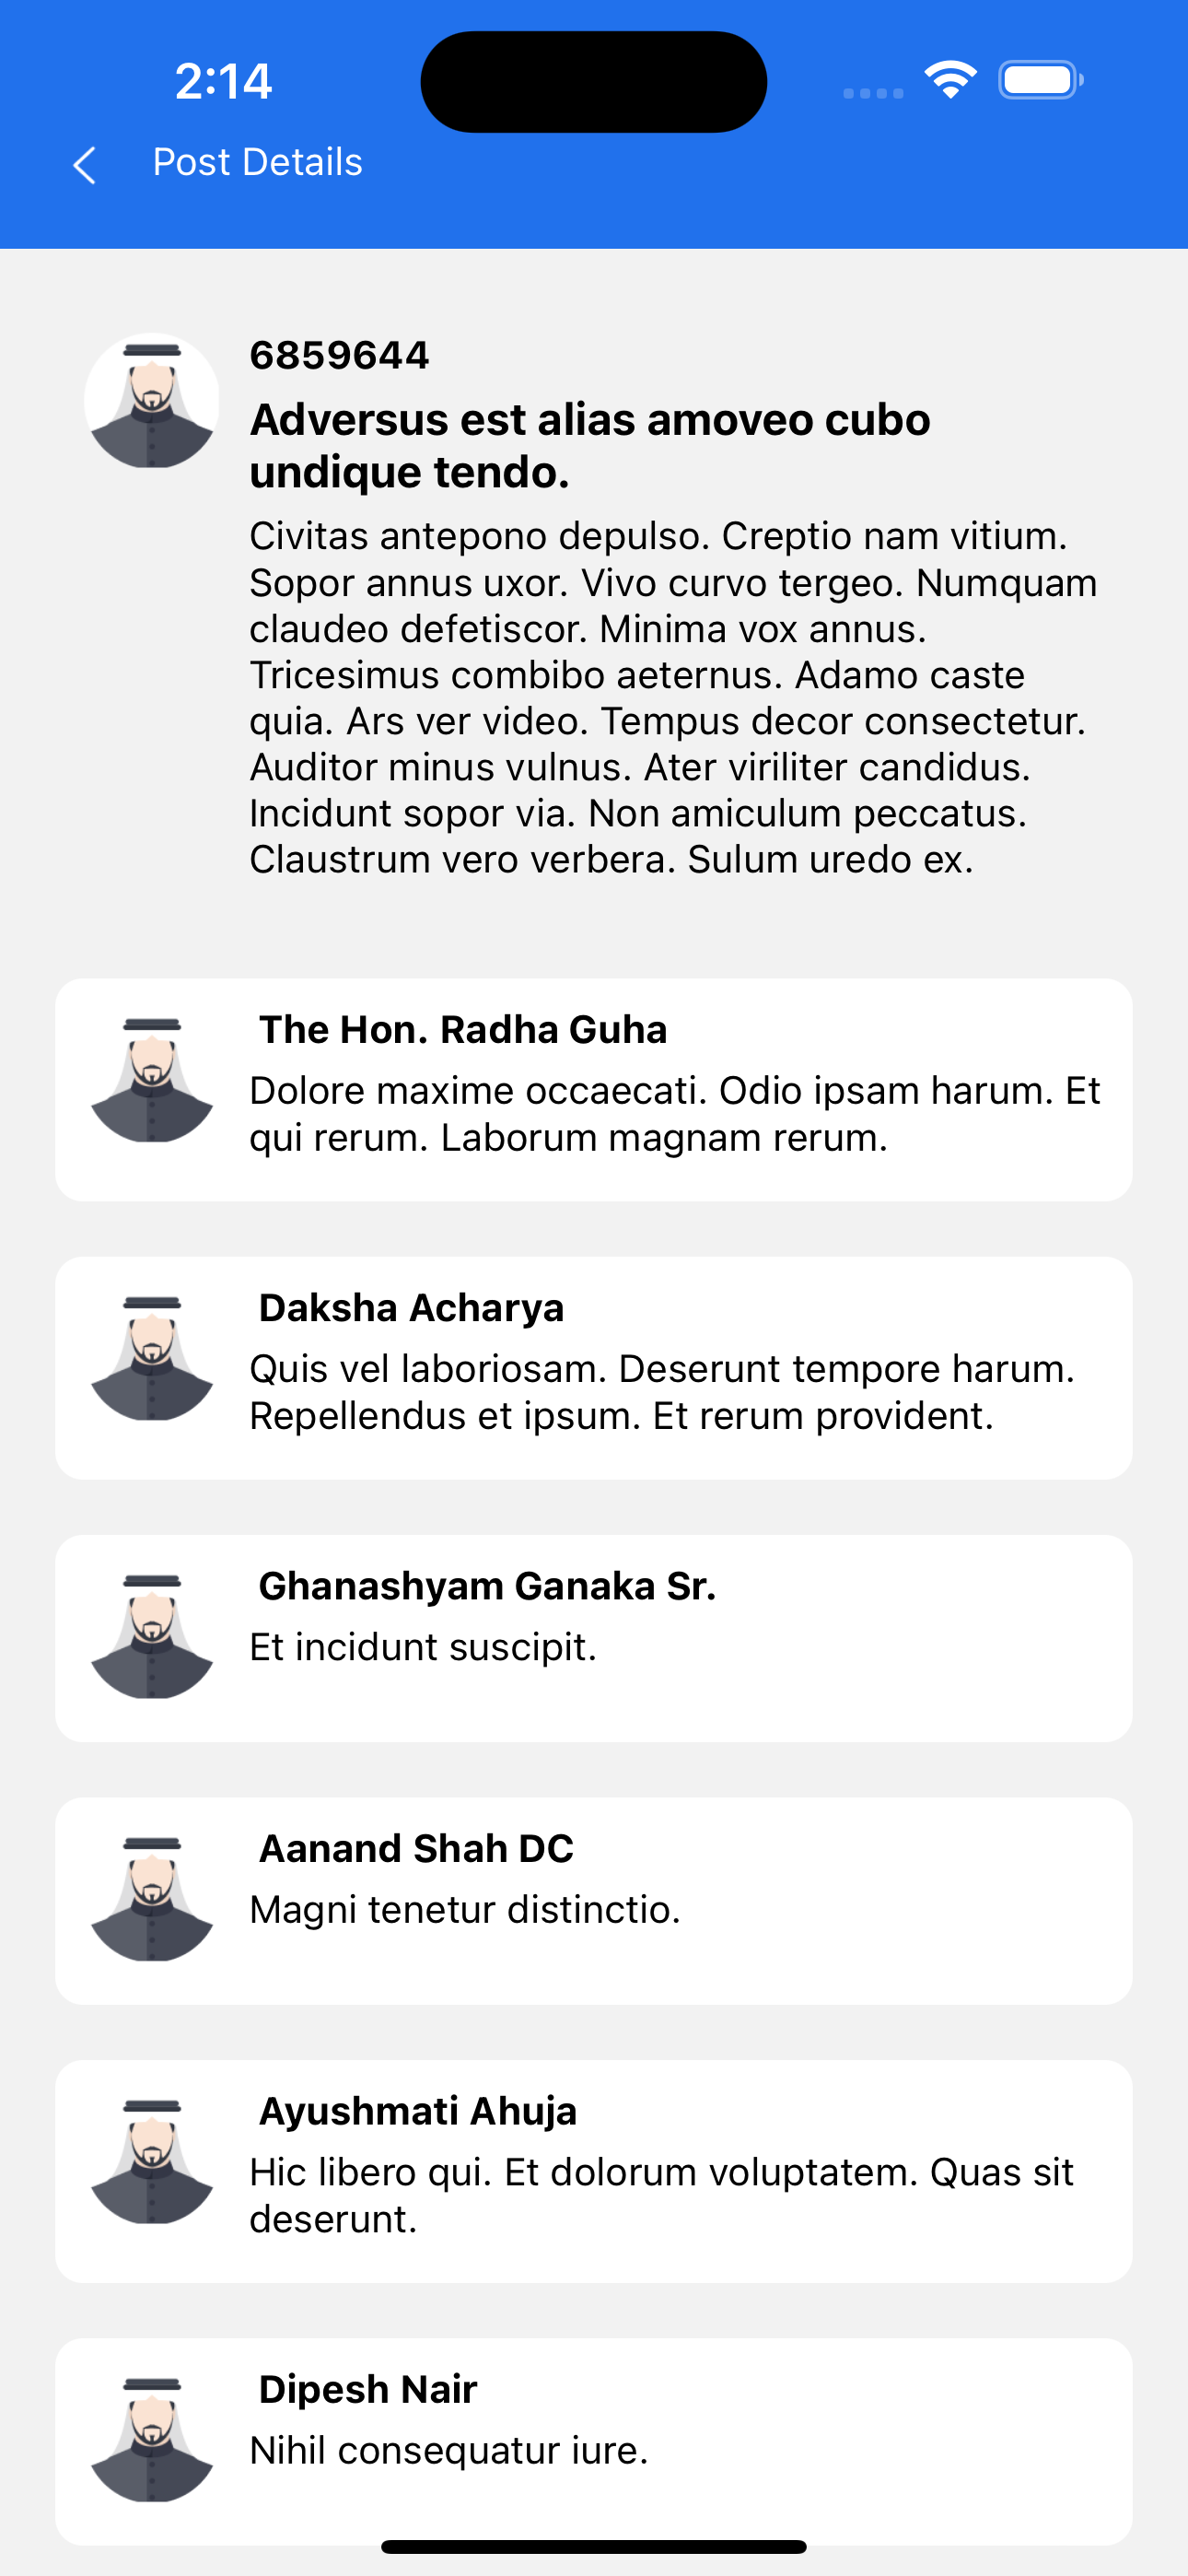 2:14
Post Details
6859644
Adversus est alias amoveo cubo
undique tendo.
Civitas antepono depulso. Creptio nam vitium.
Sopor annus uxor. Vivo curvo tergeo. Numquam
claudeo defetiscor. Minima vox annus.
Tricesimus combibo aeternus. Adamo caste
quia. Ars ver video. Tempus decor consectetur.
Auditor minus vulnus. Ater viriliter candidus.
Incidunt sopor via. Non amiculum peccatus.
Claustrum vero verbera. Sulum uredo ex.
The Hon. Radha Guha
Dolore maxime occaecati. Odio ipsam harum. Et
qui rerum. Laborum magnam rerum.
Daksha Acharya
Quis vel laboriosam. Deserunt tempore harum.
Repellendus et ipsum. Et rerum provident.
Ghanashyam Ganaka Sr.
Et incidunt suscipit.
Aanand Shah DC
Magni tenetur distinctio.
Ayushmati Ahuja
Hic libero qui. Et dolorum voluptatem. Quas sit
deserunt.
Dipesh Nair
Nihil consequatur iure.